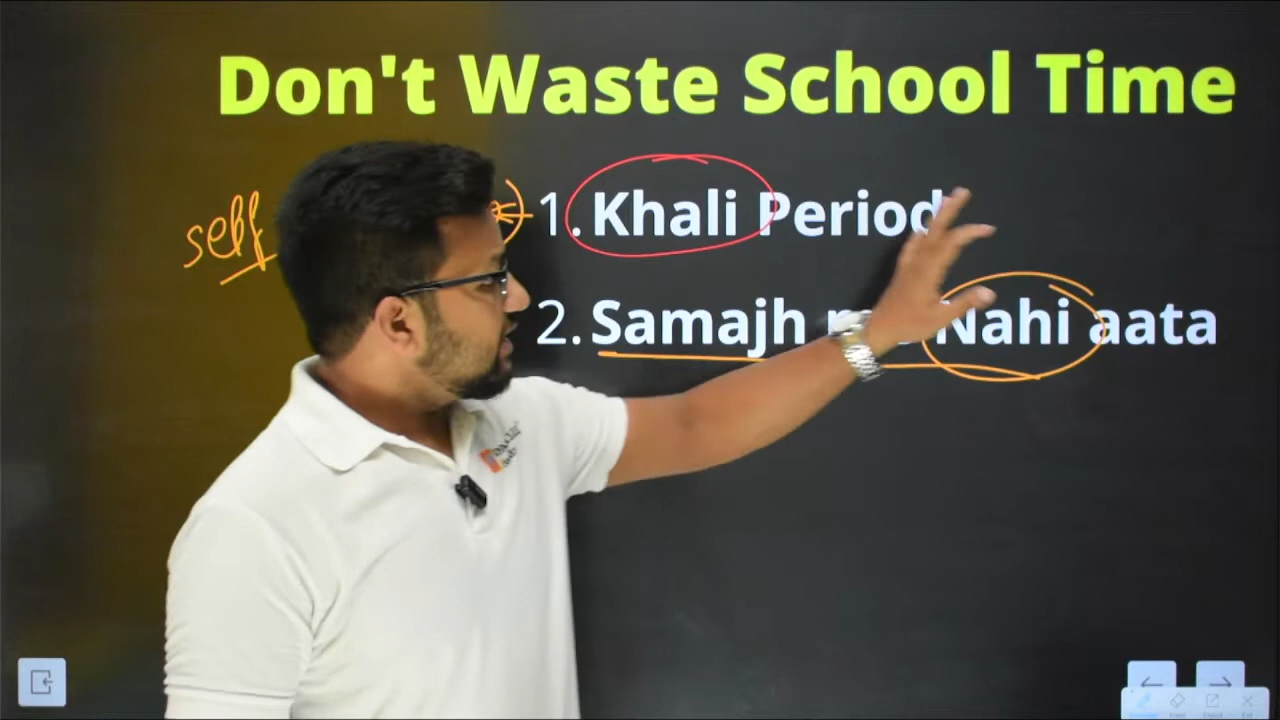 Don't Waste School Time
self 1. Khali Period
2. Samajh Nahi aata